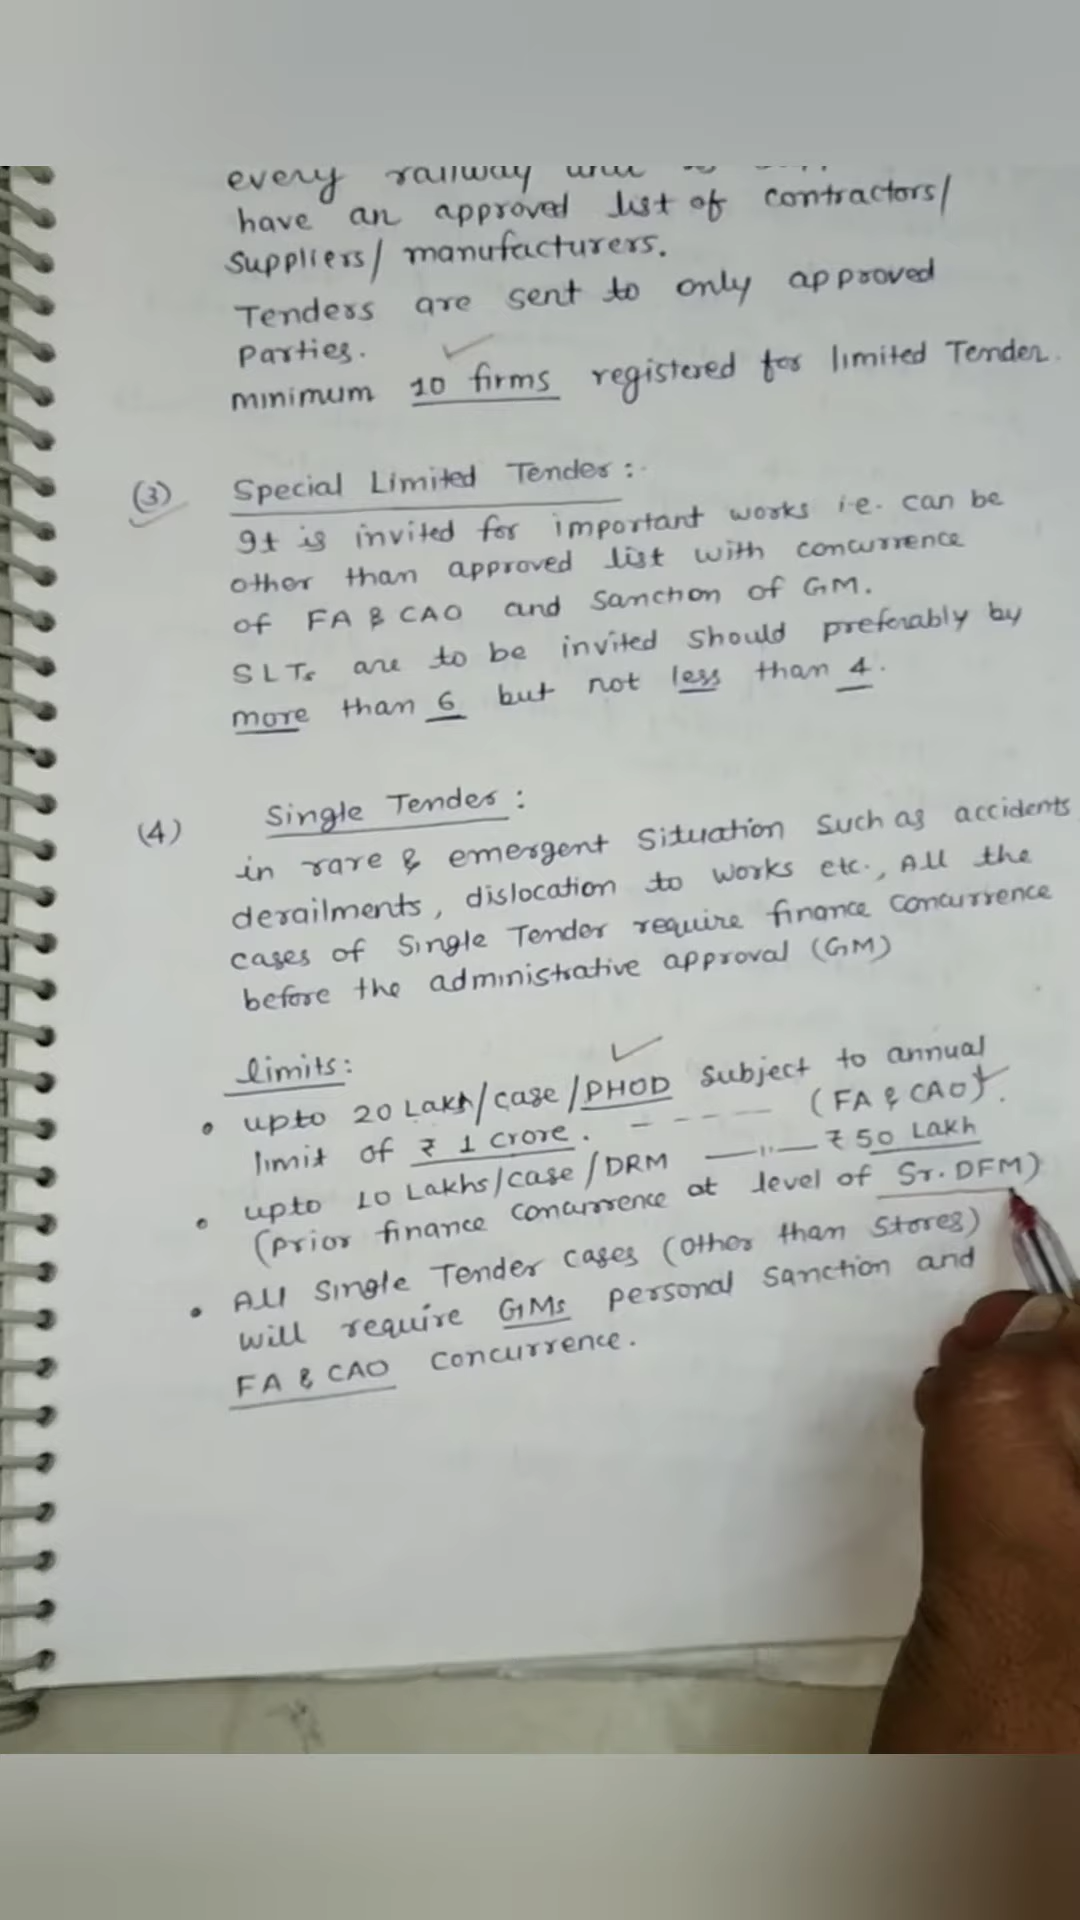 every railway
have an approved list of contractors/
suppliers/ manufacturers.
Tenders are sent to only approved
Parties.
minimum 10 firms registered for limited Tender.
(3) Special Limited Tender:
It is invited for important works i.e. can be
other than approved list with concurrence
of FA & CAO and Sanction of GM.
SLTs are to be invited should preferably by
more than 6 but not less than 4.
(4) Single Tender:
in rare & emergent situation such as accidents
derailments, dislocation to works etc., All the
cases of Single Tender require finance concurrence
before the administrative approval (GM)
limits:
• upto 20 Lakh/case/PHOD subject to annual
limit of ₹ 1 crore. - - - - - (FA & CAO).
• upto 10 Lakhs/case/DRM —"— ₹ 50 Lakh
(prior finance concurrence at level of Sr. DFM)
• All Single Tender cases (other than stores)
will require GMs personal Sanction and
FA & CAO concurrence.